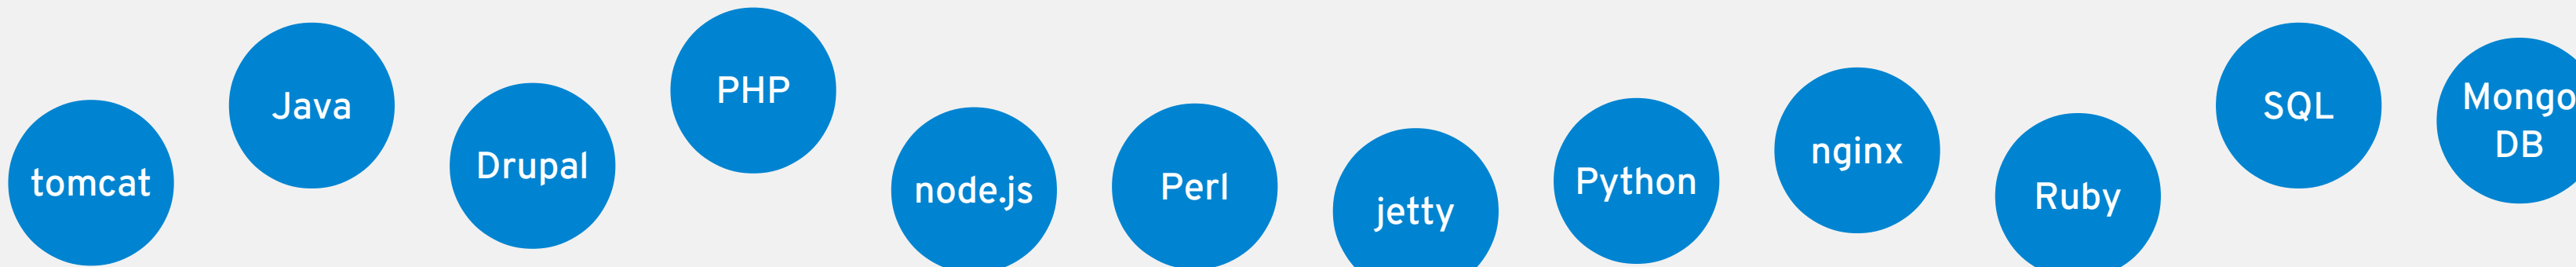 tomcat
Java
Drupal
PHP
node.js
Perl
jetty
Python
nginx
Ruby
SQL
Mongo
DB